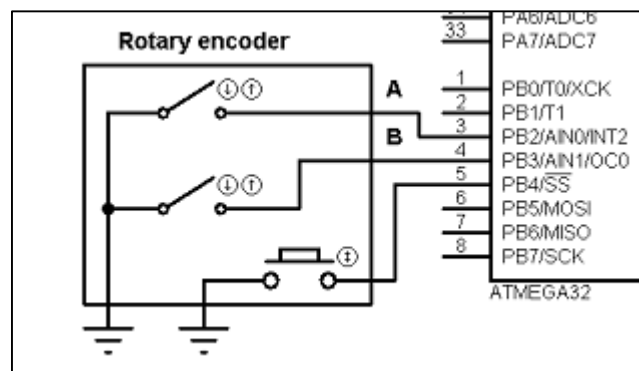 PA6/ADC6
33
PA7/ADC7
Rotary encoder
A
1
PB0/T0/XCK
2
PB1/T1
3
PB2/AIN0/INT2
B
4
PB3/AIN1/OC0
5
PB4/SS
6
PB5/MOSI
7
PB6/MISO
8
PB7/SCK
ATMEGA32